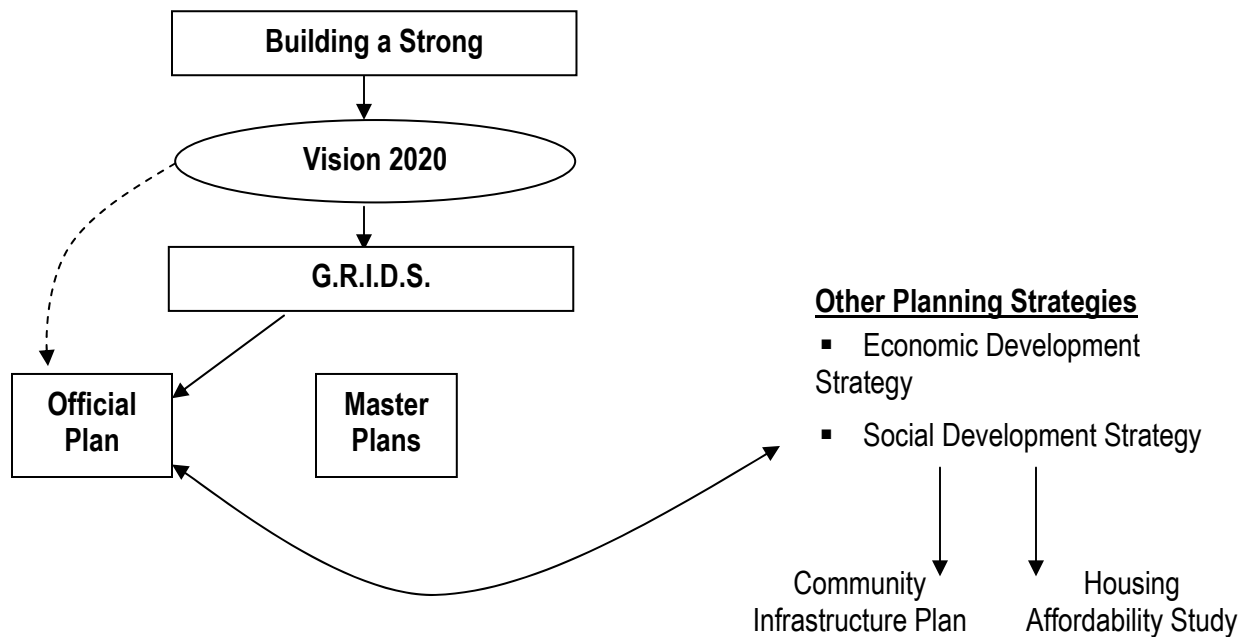 Building a Strong
Vision 2020
G.R.I.D.S.
Official
Plan
Master
Plans
Other Planning Strategies
▪ Economic Development
Strategy
▪ Social Development Strategy
Community
Infrastructure Plan
Housing
Affordability Study